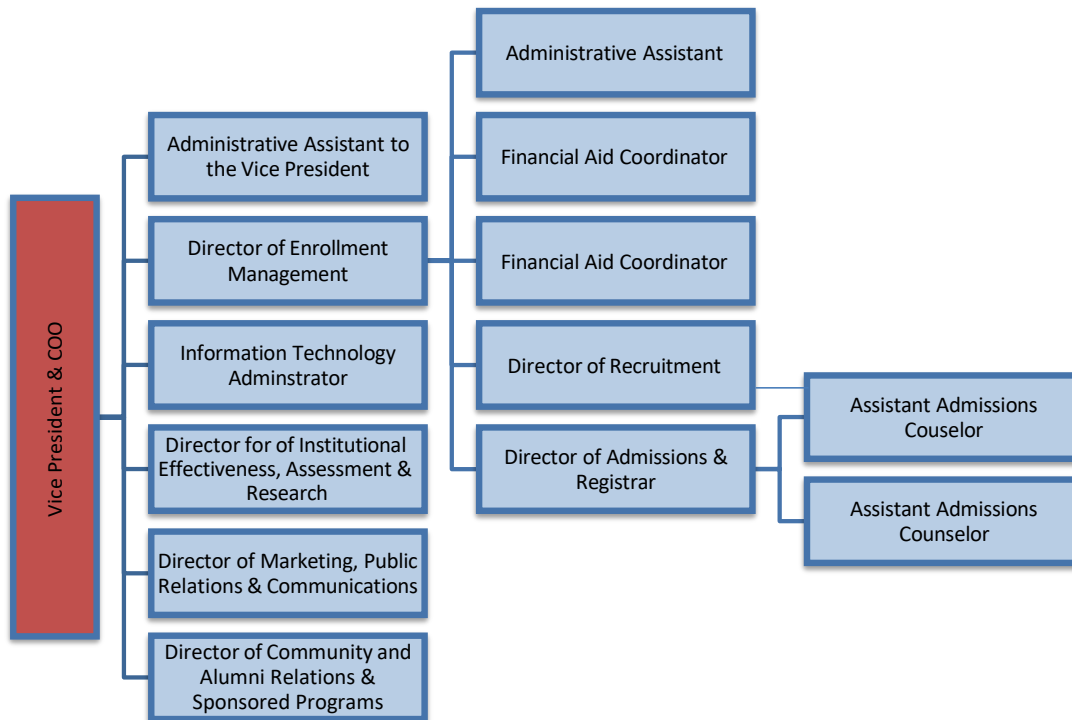 Vice President & COO
Administrative Assistant to
the Vice President
Director of Enrollment
Management
Information Technology
Adminstrator
Director for of Institutional
Effectiveness, Assessment &
Research
Director of Marketing, Public
Relations & Communications
Director of Community and
Alumni Relations &
Sponsored Programs
Administrative Assistant
Financial Aid Coordinator
Financial Aid Coordinator
Director of Recruitment
Director of Admissions &
Registrar
Assistant Admissions
Couselor
Assistant Admissions
Counselor